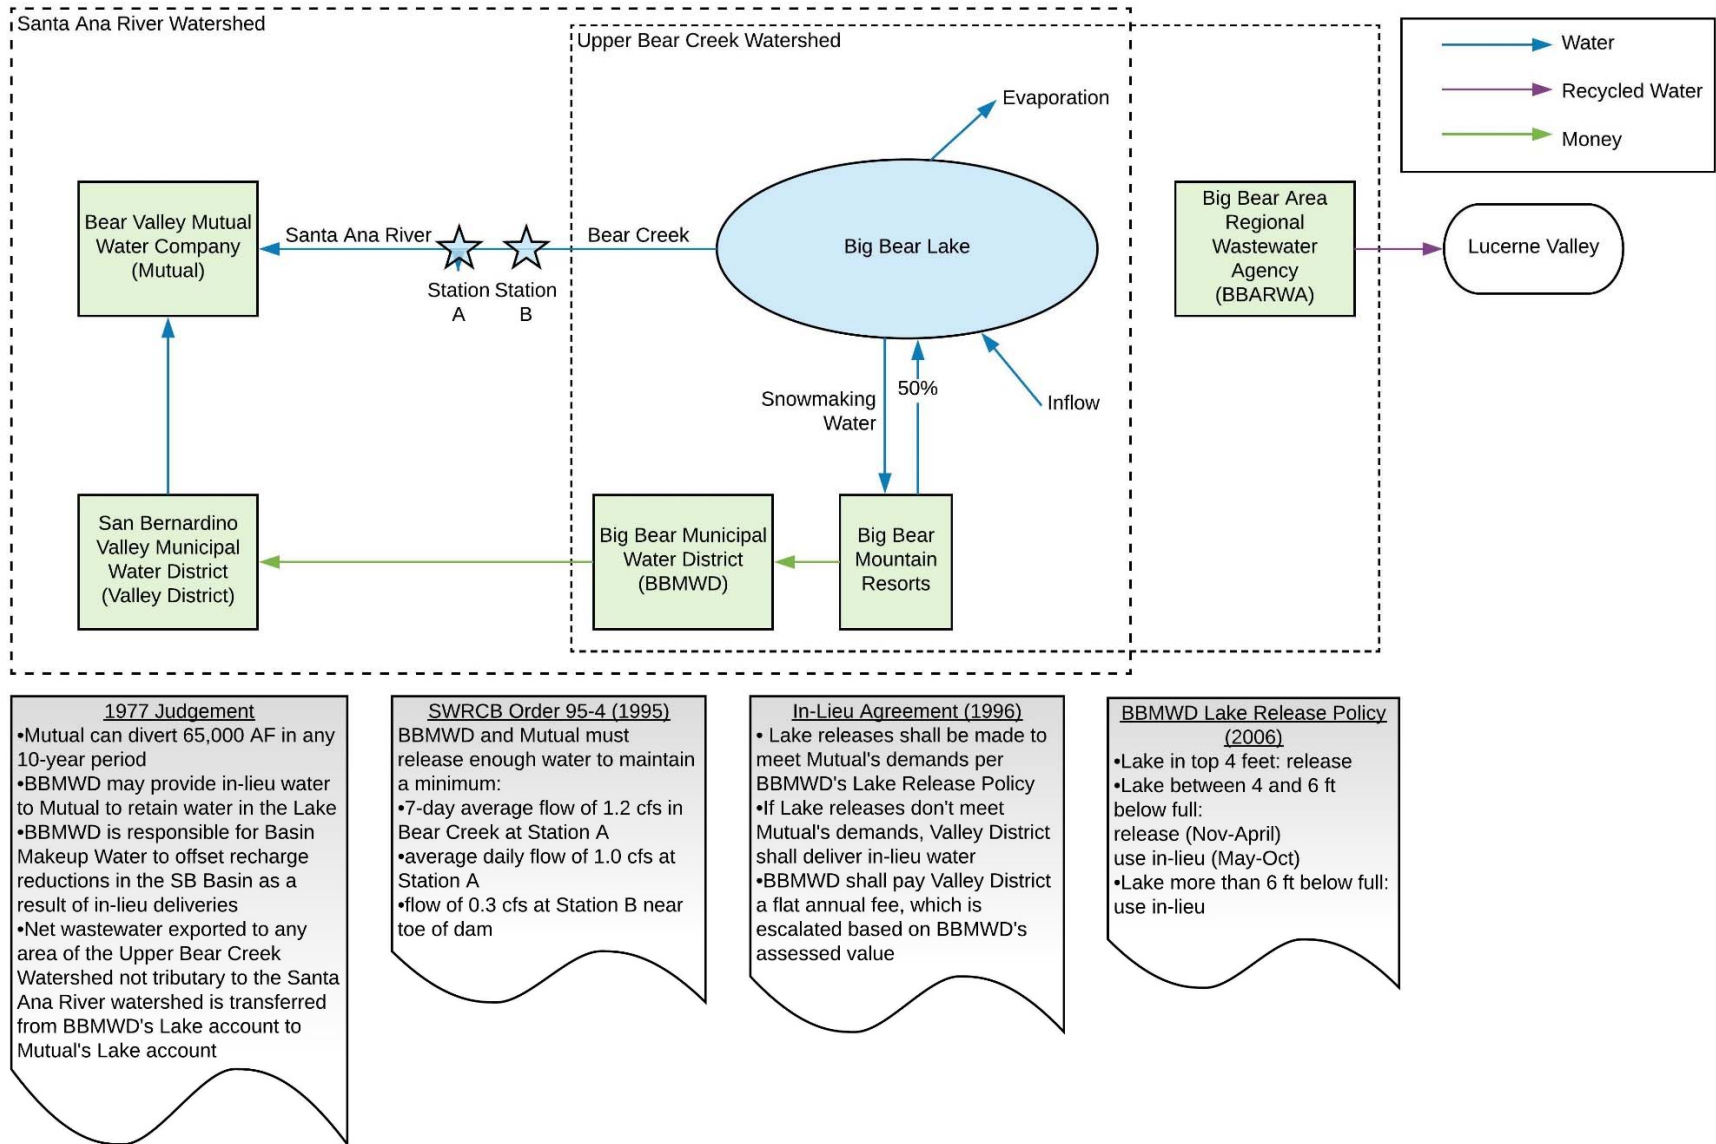 Santa Ana River Watershed
Upper Bear Creek Watershed
Water
Recycled Water
Money
Evaporation
Bear Valley Mutual
Water Company
(Mutual)
Santa Ana River
Bear Creek
Station
A
Station
B
Big Bear Lake
Big Bear Area
Regional
Wastewater
Agency
(BBARWA)
Lucerne Valley
Snowmaking
Water
50%
Inflow
San Bernardino
Valley Municipal
Water District
(Valley District)
Big Bear Municipal
Water District
(BBMWD)
Big Bear
Mountain
Resorts
1977 Judgement
•Mutual can divert 65,000 AF in any
10-year period
•BBMWD may provide in-lieu water
to Mutual to retain water in the Lake
•BBMWD is responsible for Basin
Makeup Water to offset recharge
reductions in the SB Basin as a
result of in-lieu deliveries
•Net wastewater exported to any
area of the Upper Bear Creek
Watershed not tributary to the Santa
Ana River watershed is transferred
from BBMWD's Lake account to
Mutual's Lake account
SWRCB Order 95-4 (1995)
BBMWD and Mutual must
release enough water to maintain
a minimum:
•7-day average flow of 1.2 cfs in
Bear Creek at Station A
•average daily flow of 1.0 cfs at
Station A
•flow of 0.3 cfs at Station B near
toe of dam
In-Lieu Agreement (1996)
• Lake releases shall be made to
meet Mutual's demands per
BBMWD's Lake Release Policy
•If Lake releases don't meet
Mutual's demands, Valley District
shall deliver in-lieu water
•BBMWD shall pay Valley District
a flat annual fee, which is
escalated based on BBMWD's
assessed value
BBMWD Lake Release Policy
(2006)
•Lake in top 4 feet: release
•Lake between 4 and 6 ft
below full:
release (Nov-April)
use in-lieu (May-Oct)
•Lake more than 6 ft below full:
use in-lieu